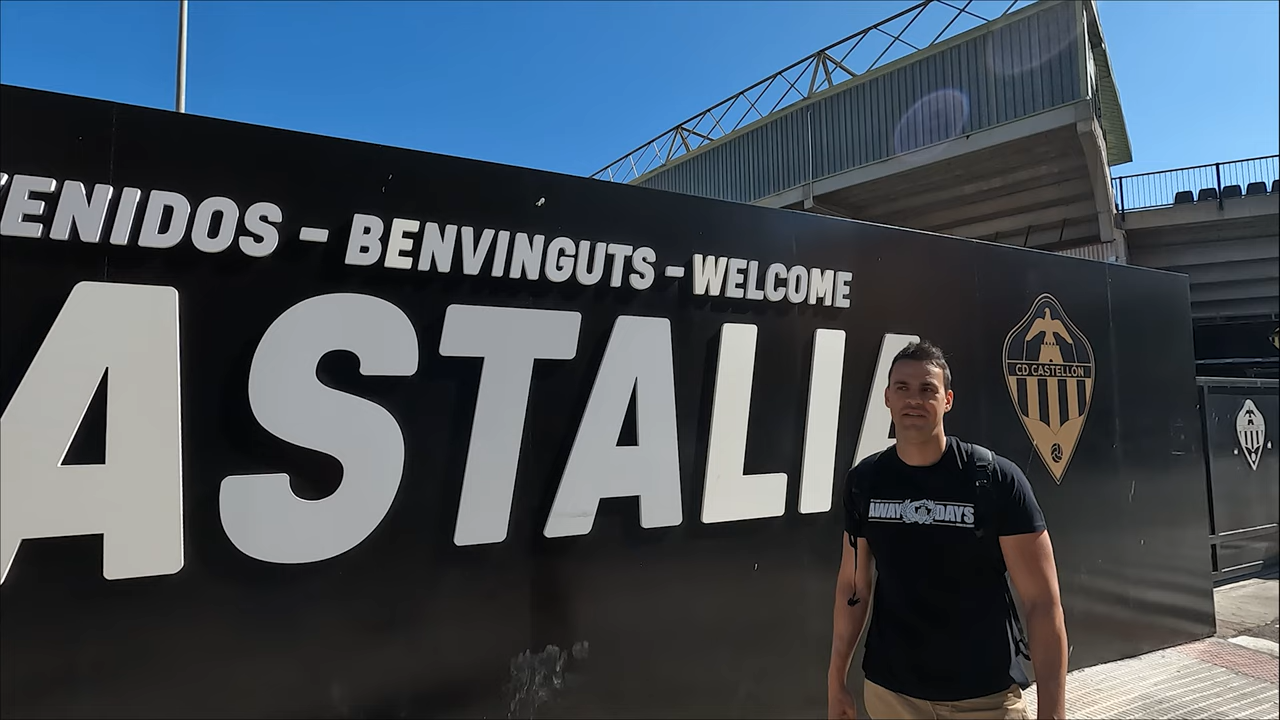 ENIDOS - BENVINGUTS - WELCOME
ASTALIA
CD CASTELLÓN
AWAY DAYS